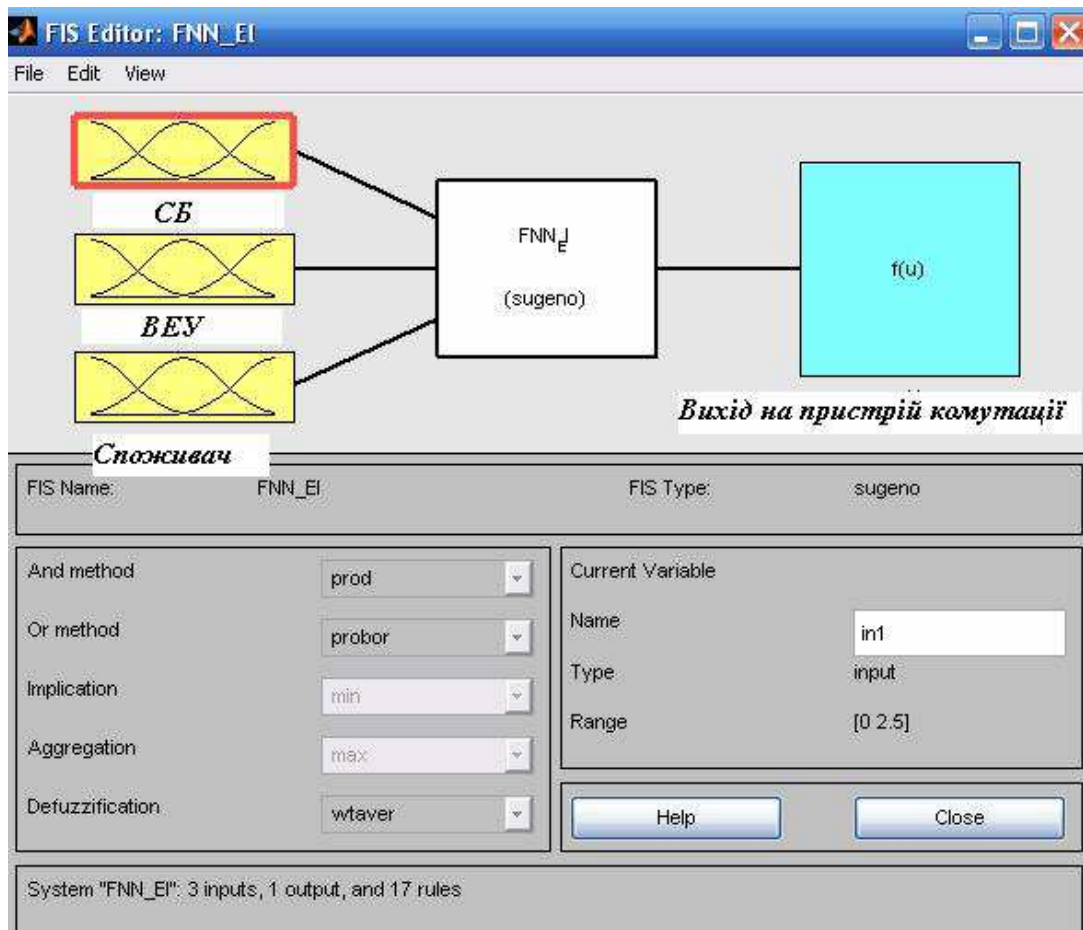 FIS Editor: FNN_EI
File Edit View
СБ
ВЕУ
Споживач
FNN_EI
(sugeno)
f(u)
Вихід на пристрій комутації
FIS Name: FNN_EI FIS Type: sugeno
And method prod
Or method probor
Implication min
Aggregation max
Defuzzification wtaver
Current Variable
Name in1
Type input
Range [0 2.5]
Help Close
System "FNN_EI": 3 inputs, 1 output, and 17 rules